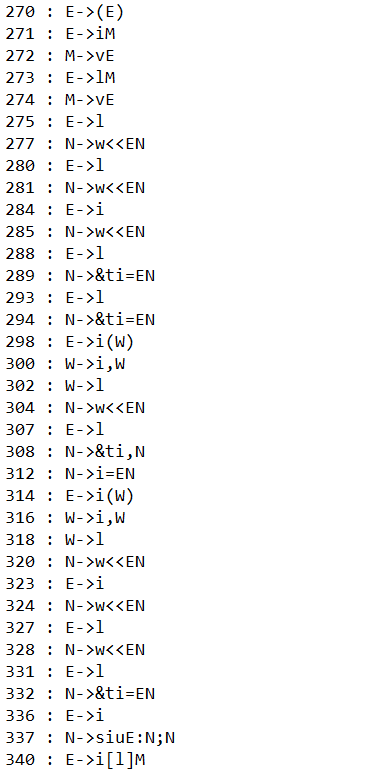 270 : E->(E)
271 : E->iM
272 : M->vE
273 : E->lM
274 : M->vE
275 : E->l
277 : N->w<<EN
280 : E->l
281 : N->w<<EN
284 : E->i
285 : N->w<<EN
288 : E->l
289 : N->&ti=EN
293 : E->l
294 : N->&ti=EN
298 : E->i(W)
300 : W->i,W
302 : W->l
304 : N->w<<EN
307 : E->l
308 : N->&ti,N
312 : N->i=EN
314 : E->i(W)
316 : W->i,W
318 : W->l
320 : N->w<<EN
323 : E->i
324 : N->w<<EN
327 : E->l
328 : N->w<<EN
331 : E->l
332 : N->&ti=EN
336 : E->i
337 : N->siuE:N;N
340 : E->i[l]M